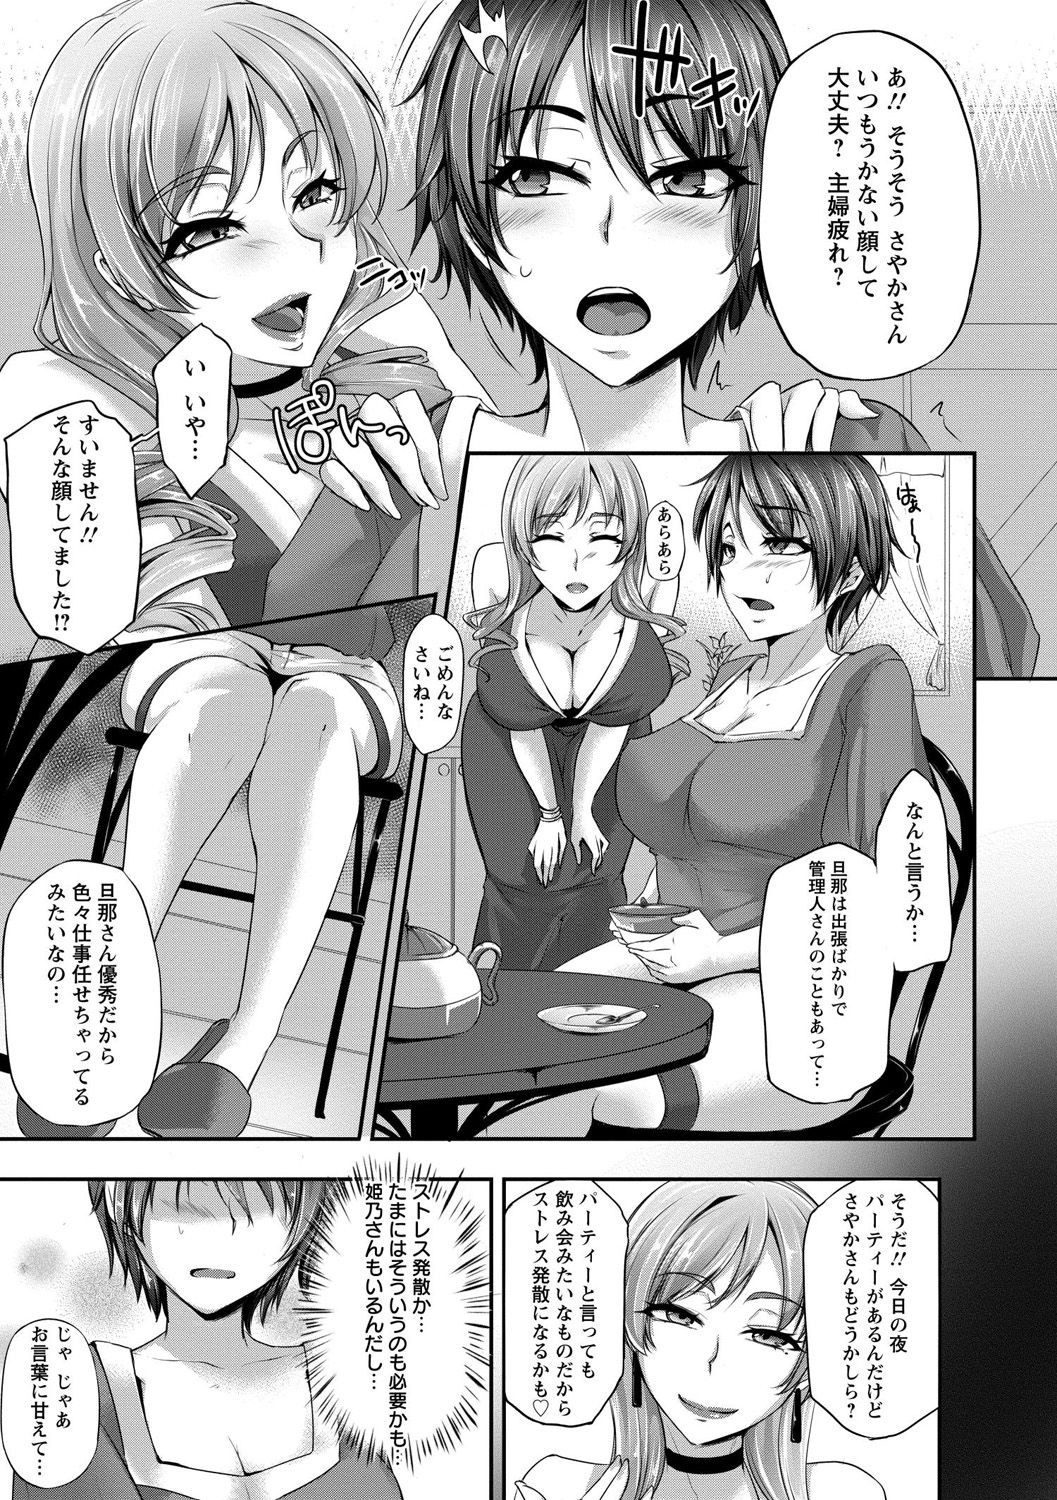 あ!! そうそう さやかさん
いつもうかない顔して
大丈夫? 主婦疲れ?
ギクッ
ニコッ
ぽんっ
い いや…
すいません!!
そんな顔してました!?
はぁ〜
あらあら
ごめんな
さいね…
なんと言うか…
旦那は出張ばかりで
管理人さんのこともあって…
旦那さん優秀だから
色々仕事任せちゃってる
みたいなの…
そうだ!! 今日の夜
パーティーがあるんだけど
さやかさんもどうかしら?
パーティーと言っても
飲み会みたいなものだから
ストレス発散になるかも♡
ストレス発散か…
たまにはそういうのも必要かも…
姫乃さんもいるんだし…
じゃ じゃあ
お言葉に甘えて…